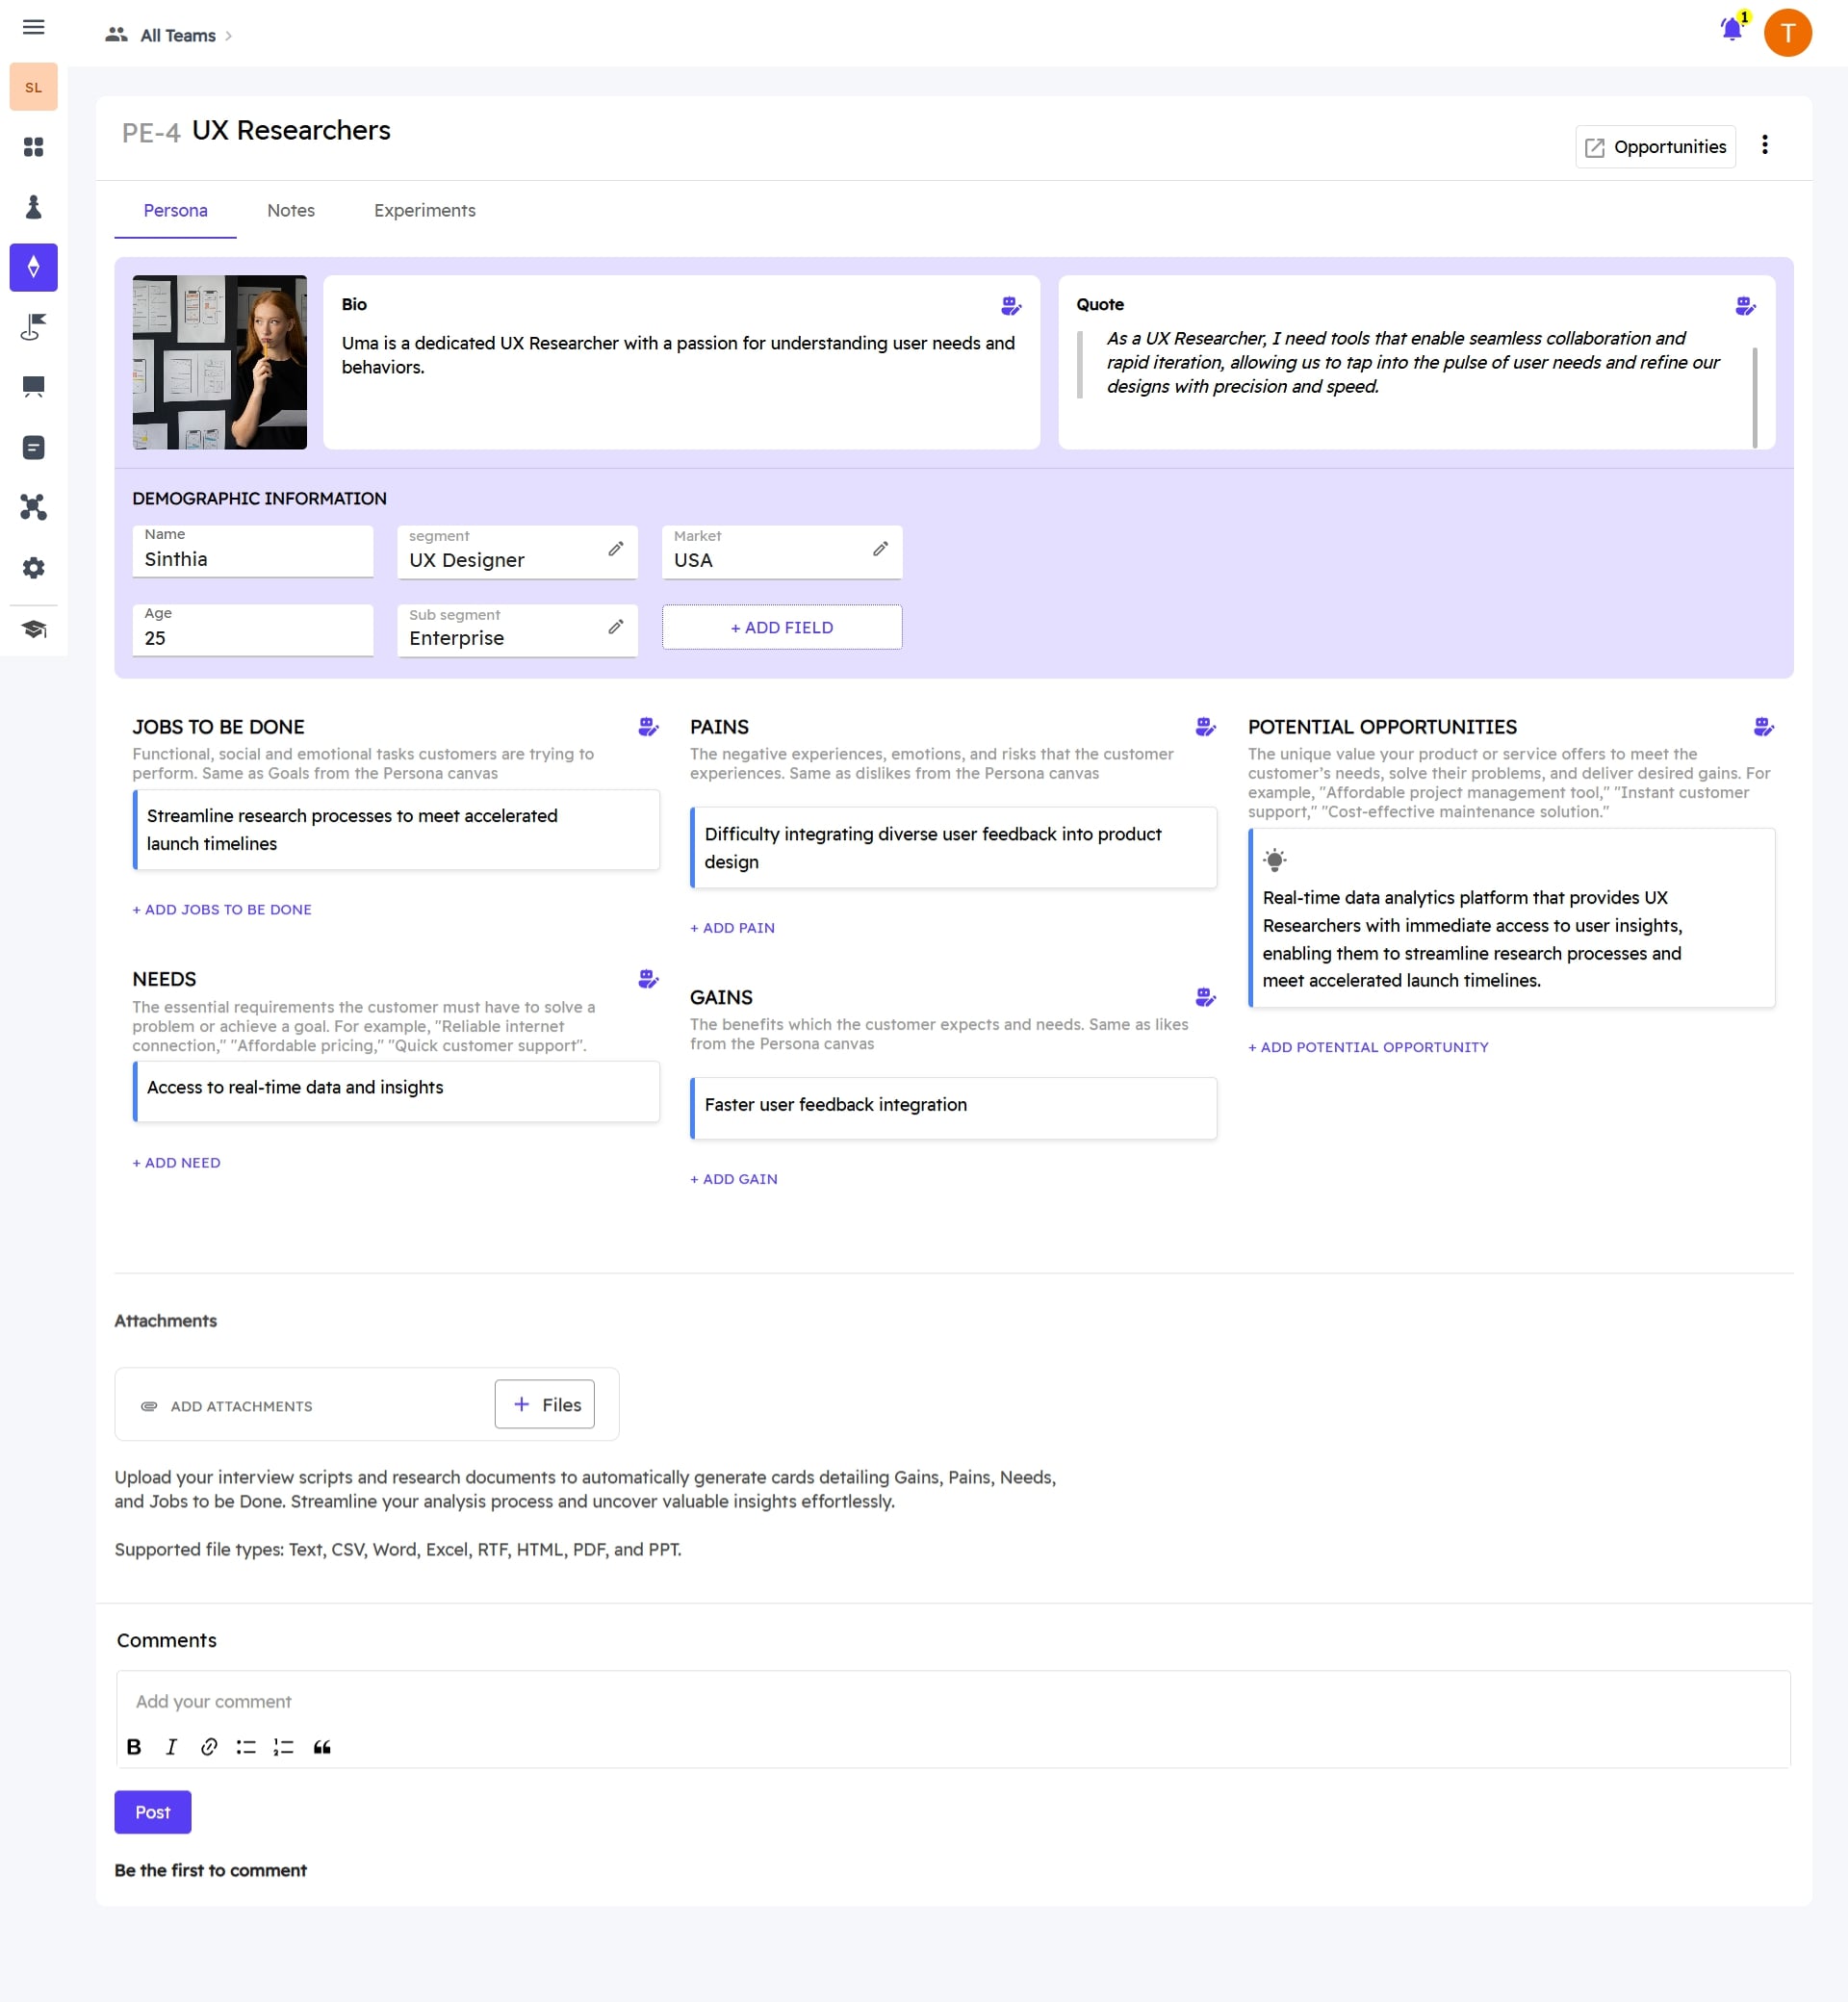 All Teams
1
T
SL
PE-4 UX Researchers
Opportunities
Persona
Notes
Experiments
Bio
Uma is a dedicated UX Researcher with a passion for understanding user needs and
behaviors.
Quote
As a UX Researcher, I need tools that enable seamless collaboration and
rapid iteration, allowing us to tap into the pulse of user needs and refine our
designs with precision and speed.
DEMOGRAPHIC INFORMATION
Name
Sinthia
segment
UX Designer
Market
USA
Age
25
Sub segment
Enterprise
+ ADD FIELD
JOBS TO BE DONE
Functional, social and emotional tasks customers are trying to
perform. Same as Goals from the Persona canvas
Streamline research processes to meet accelerated
launch timelines
+ ADD JOBS TO BE DONE
NEEDS
The essential requirements the customer must have to solve a
problem or achieve a goal. For example, "Reliable internet
connection," "Affordable pricing," "Quick customer support".
Access to real-time data and insights
+ ADD NEED
PAINS
The negative experiences, emotions, and risks that the customer
experiences. Same as dislikes from the Persona canvas
Difficulty integrating diverse user feedback into product
design
+ ADD PAIN
GAINS
The benefits which the customer expects and needs. Same as likes
from the Persona canvas
Faster user feedback integration
+ ADD GAIN
POTENTIAL OPPORTUNITIES
The unique value your product or service offers to meet the
customer’s needs, solve their problems, and deliver desired gains. For
example, "Affordable project management tool," "Instant customer
support," "Cost-effective maintenance solution."
Real-time data analytics platform that provides UX
Researchers with immediate access to user insights,
enabling them to streamline research processes and
meet accelerated launch timelines.
+ ADD POTENTIAL OPPORTUNITY
Attachments
ADD ATTACHMENTS
+ Files
Upload your interview scripts and research documents to automatically generate cards detailing Gains, Pains, Needs,
and Jobs to be Done. Streamline your analysis process and uncover valuable insights effortlessly.
Supported file types: Text, CSV, Word, Excel, RTF, HTML, PDF, and PPT.
Comments
Add your comment
B I
Post
Be the first to comment